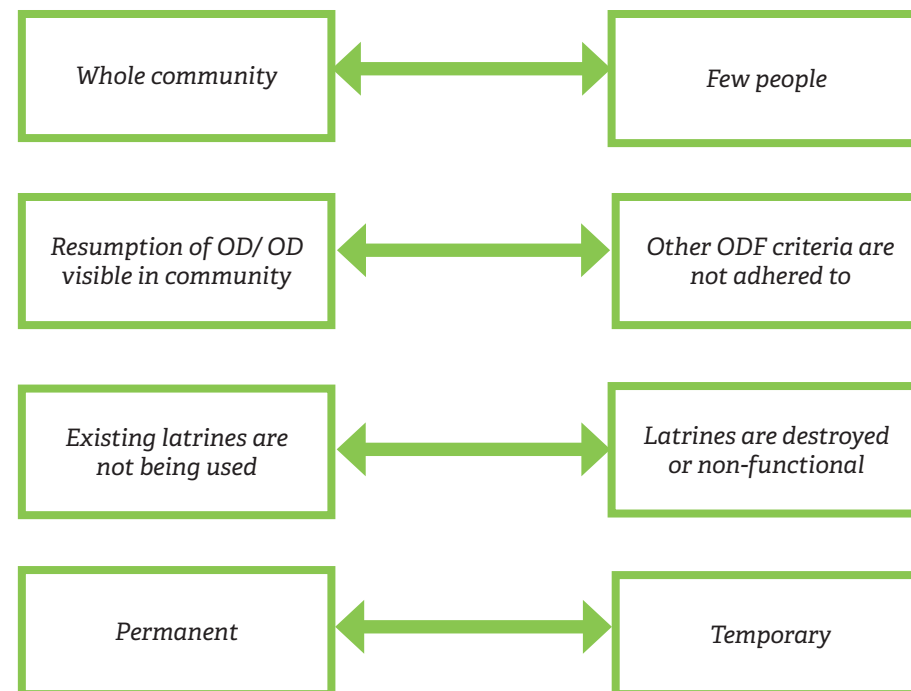 Whole community
Few people
Resumption of OD/ OD
visible in community
Other ODF criteria are
not adhered to
Existing latrines are
not being used
Latrines are destroyed
or non-functional
Permanent
Temporary